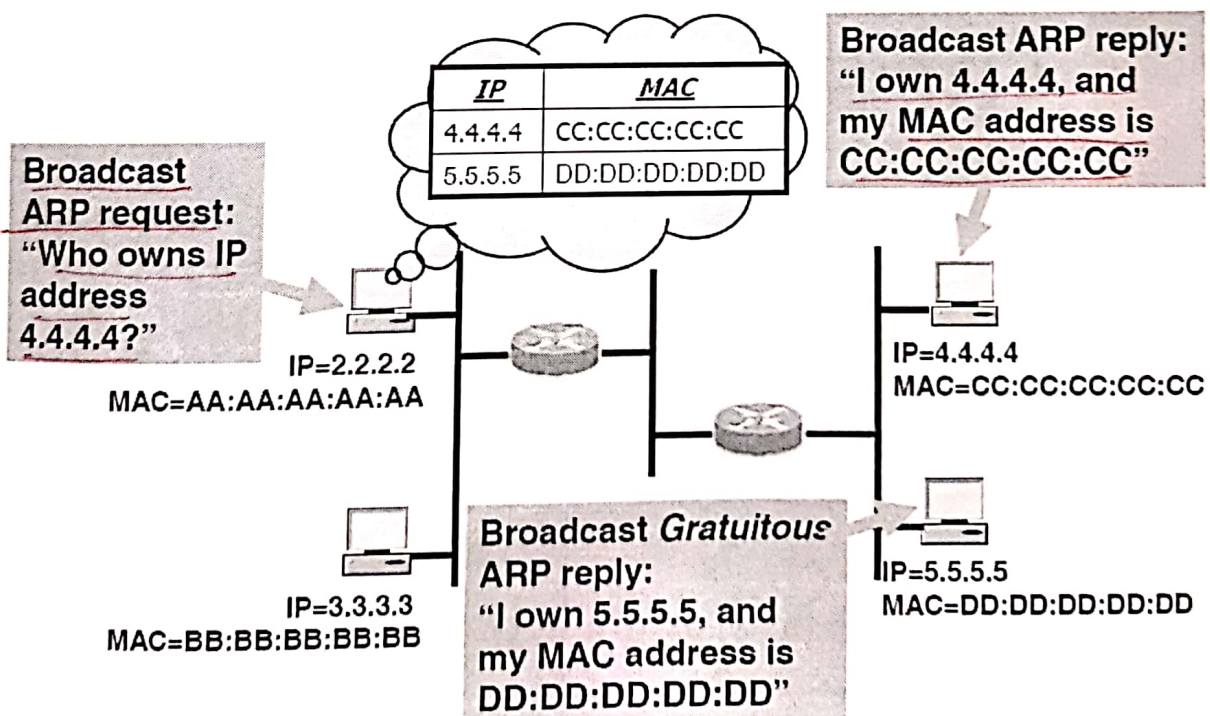 IP MAC
4.4.4.4 CC:CC:CC:CC:CC
5.5.5.5 DD:DD:DD:DD:DD
Broadcast ARP reply:
“I own 4.4.4.4, and
my MAC address is
CC:CC:CC:CC:CC”
Broadcast
ARP request:
“Who owns IP
address
4.4.4.4?”
IP=2.2.2.2
MAC=AA:AA:AA:AA:AA
IP=4.4.4.4
MAC=CC:CC:CC:CC:CC
IP=3.3.3.3
MAC=BB:BB:BB:BB:BB
Broadcast Gratuitous
ARP reply:
“I own 5.5.5.5, and
my MAC address is
DD:DD:DD:DD:DD”
IP=5.5.5.5
MAC=DD:DD:DD:DD:DD